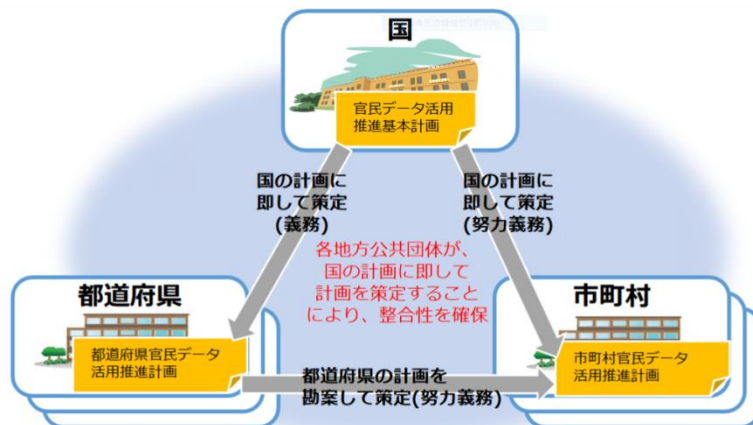 国
官民データ活用
推進基本計画
国の計画に
即して策定
(義務)
国の計画に
即して策定
(努力義務)
各地方公共団体が、
国の計画に即して
計画を策定すること
により、整合性を確保
都道府県
都道府県官民データ
活用推進計画
市町村
市町村官民データ
活用推進計画
都道府県の計画を
勘案して策定(努力義務)